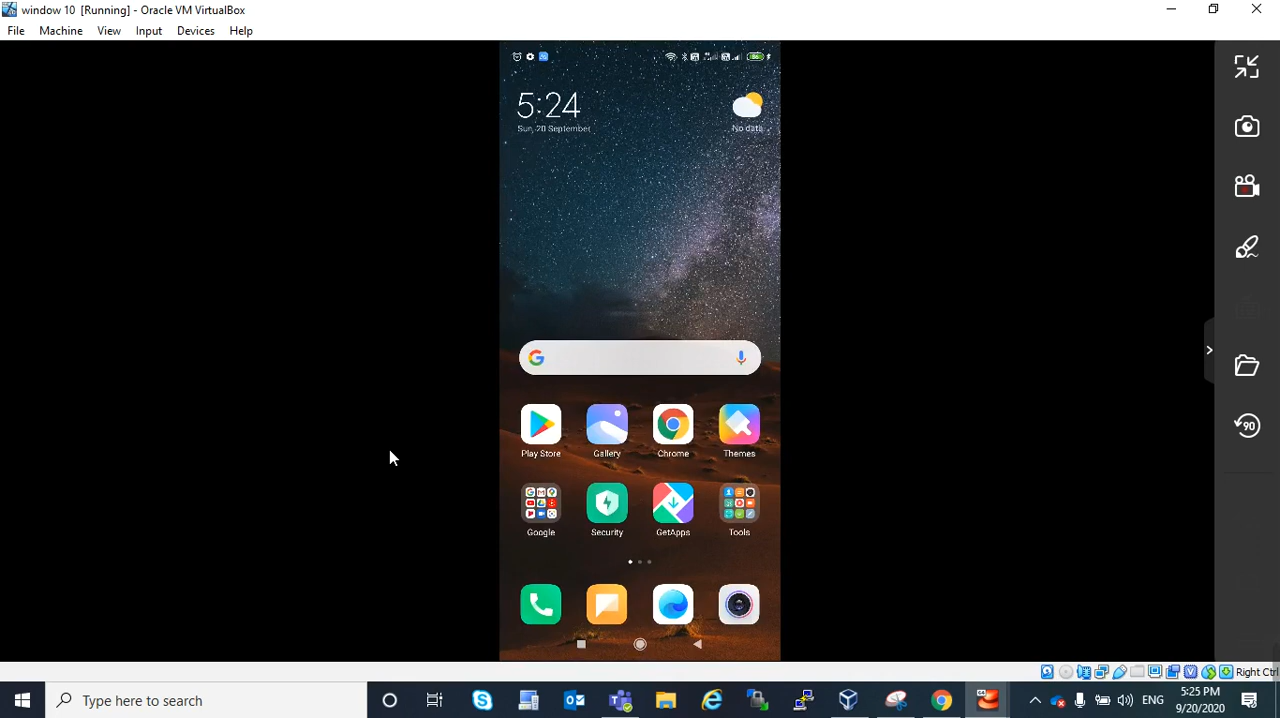 window 10 [Running] - Oracle VM VirtualBox
File Machine View Input Devices Help
5:24
Sun, 20 September
No data
Play Store Gallery Chrome Themes
Google Security GetApps Tools
90
Right Ctrl
Type here to search
ENG
5:25 PM
9/20/2020